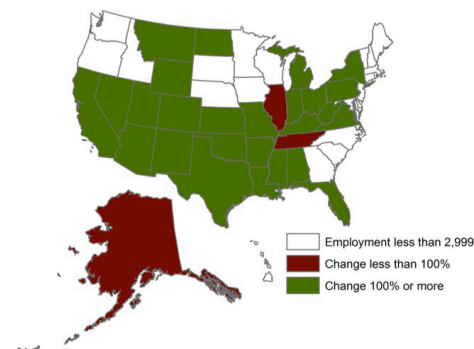 Employment less than 2,999
Change less than 100%
Change 100% or more